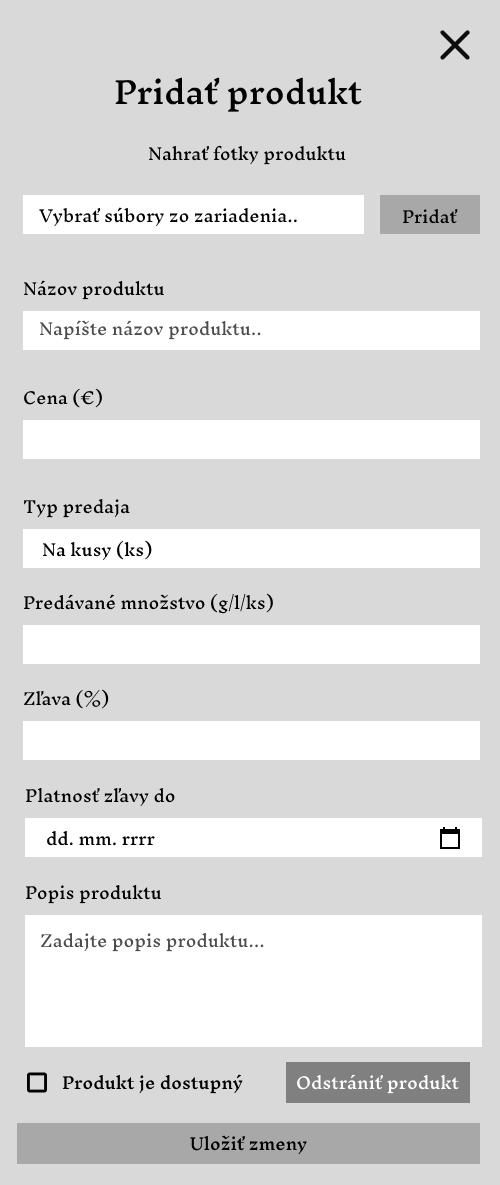 Pridať produkt
Nahrať fotky produktu
Vybrať súbory zo zariadenia..
Pridať
Názov produktu
Napíšte názov produktu..
Cena (€)
Typ predaja
Na kusy (ks)
Predávané množstvo (g/l/ks)
Zľava (%)
Platnosť zľavy do
dd. mm. rrrr
Popis produktu
Zadajte popis produktu...
Produkt je dostupný
Odstrániť produkt
Uložiť zmeny